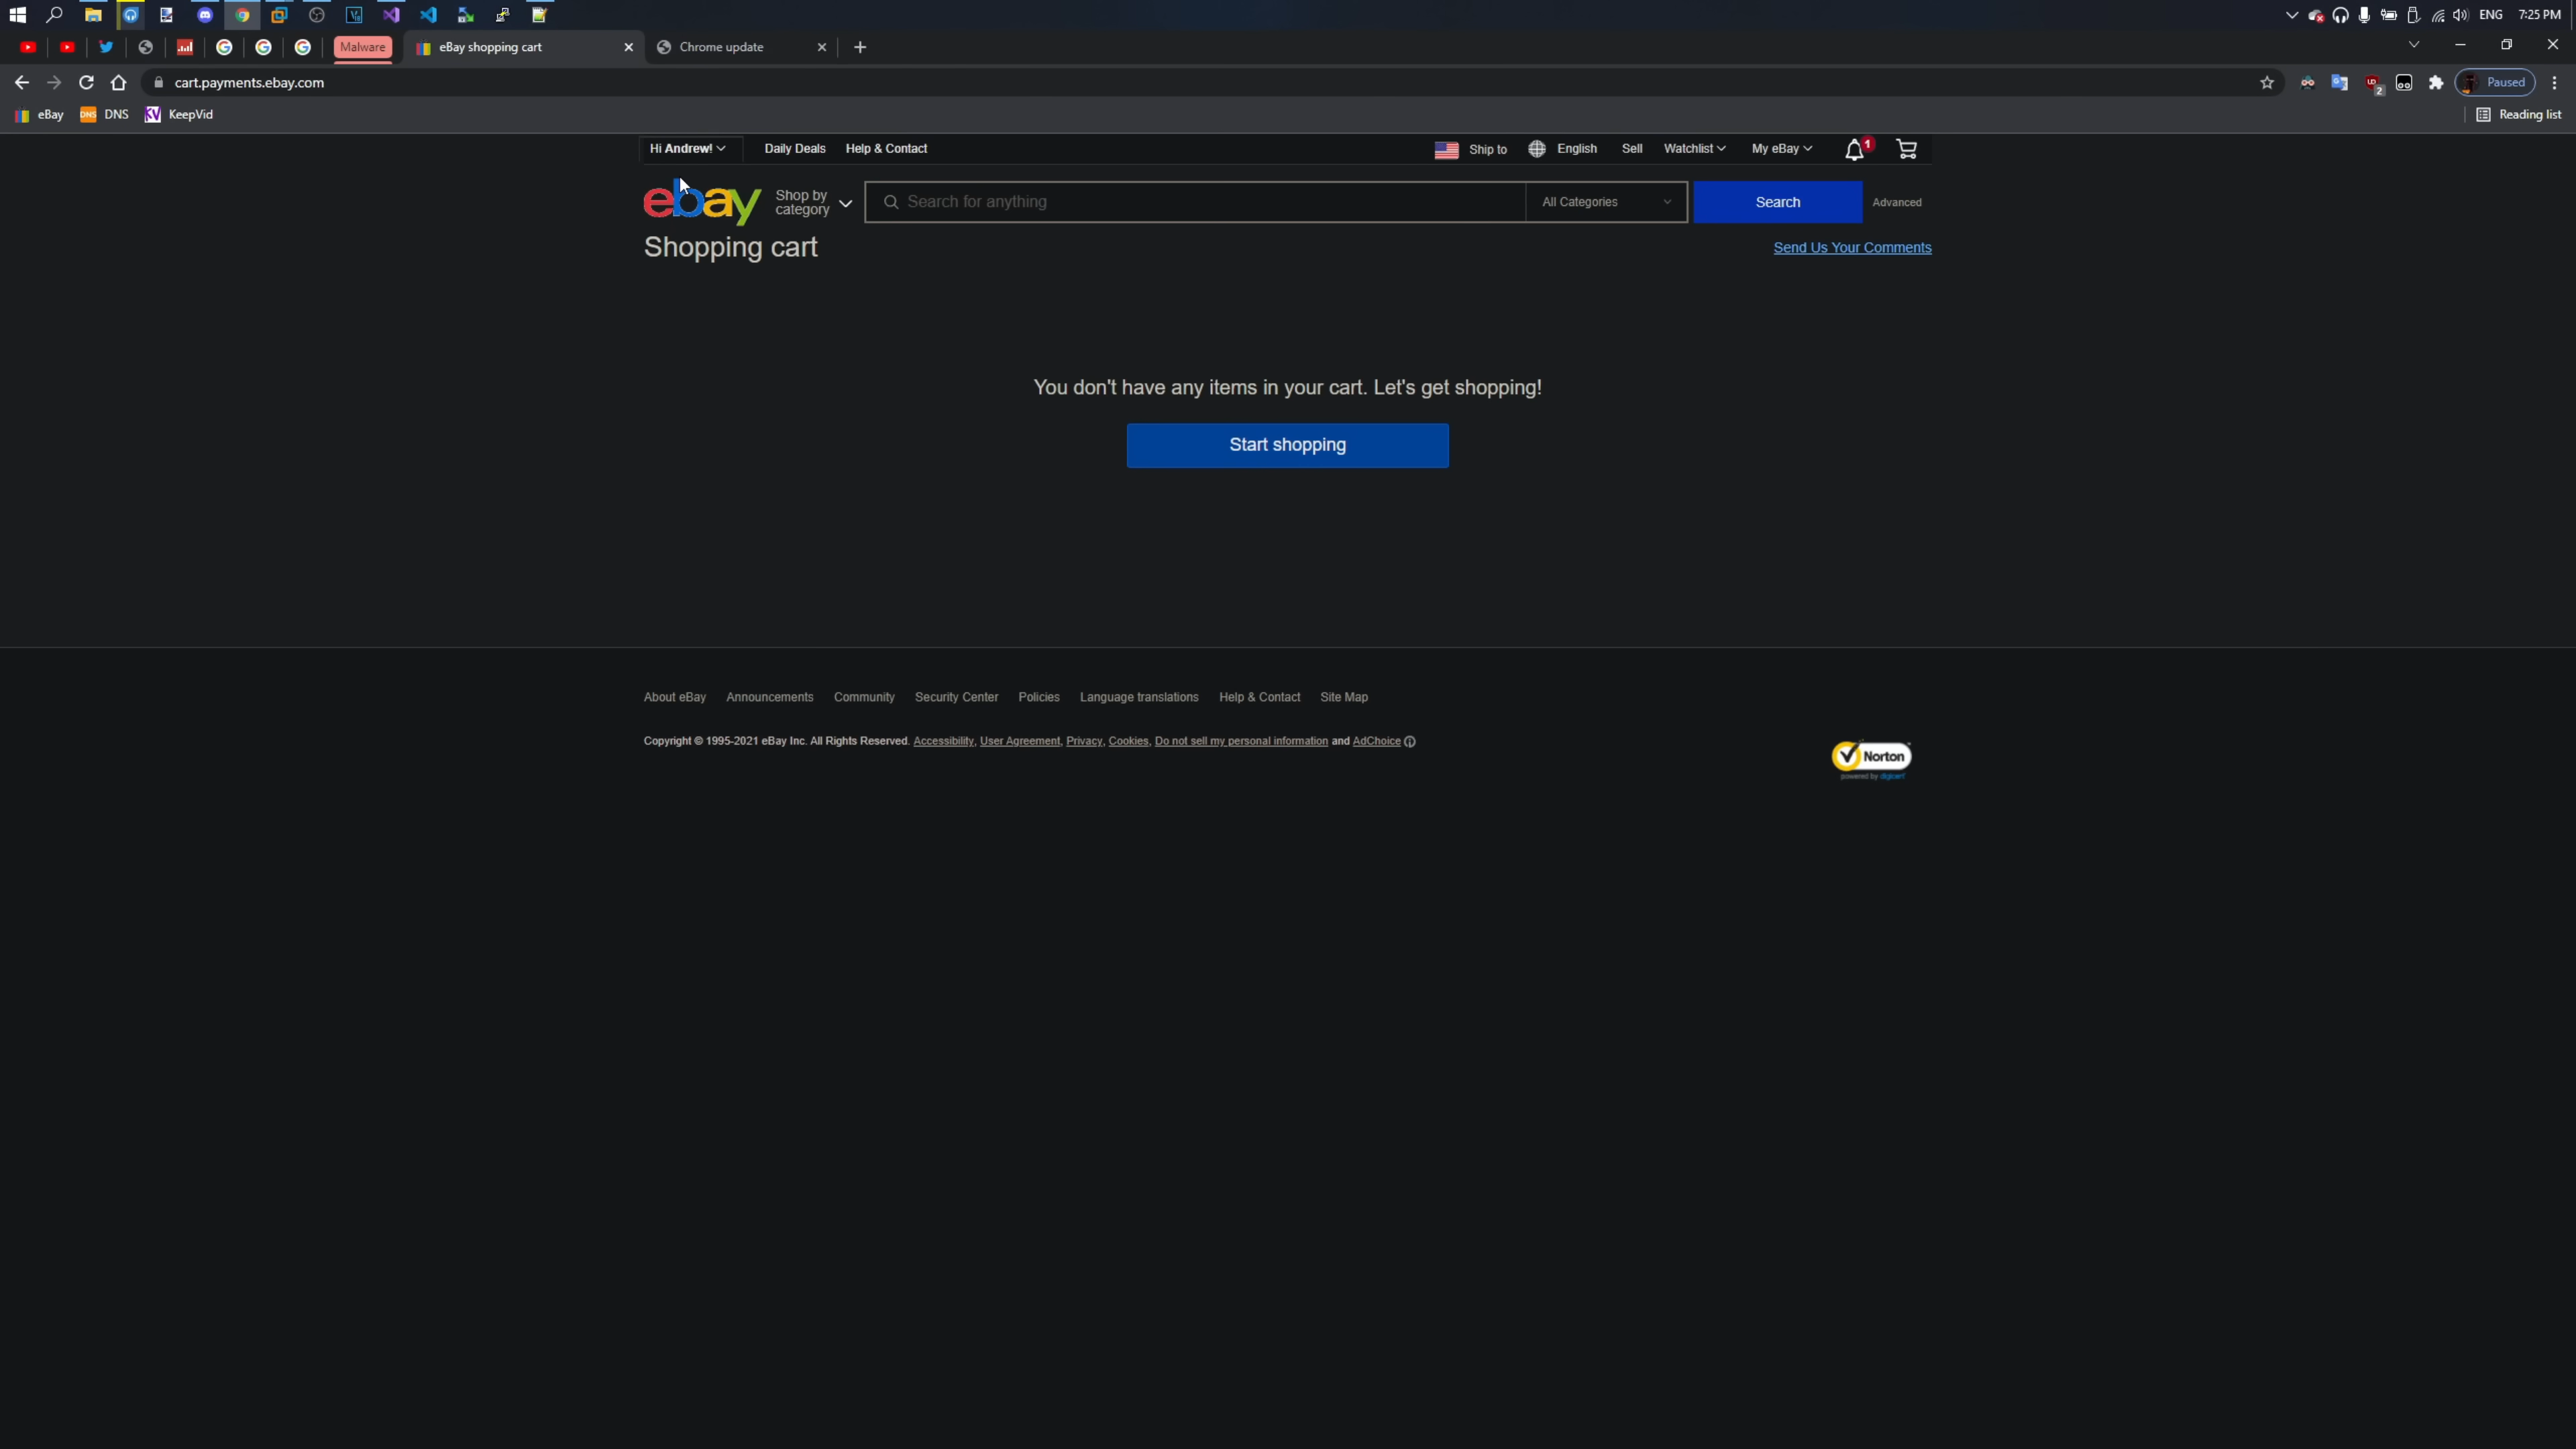 ENG 7:25 PM
Malware eBay shopping cart Chrome update
cart.payments.ebay.com Paused
eBay DNS KeepVid Reading list
Hi Andrew! Daily Deals Help & Contact Ship to English Sell Watchlist My eBay 1
ebay Shop by category Search for anything All Categories Search Advanced
Shopping cart Send Us Your Comments
You don't have any items in your cart. Let's get shopping!
Start shopping
About eBay Announcements Community Security Center Policies Language translations Help & Contact Site Map
Copyright © 1995-2021 eBay Inc. All Rights Reserved. Accessibility, User Agreement, Privacy, Cookies, Do not sell my personal information and AdChoice
Norton
powered by digicert